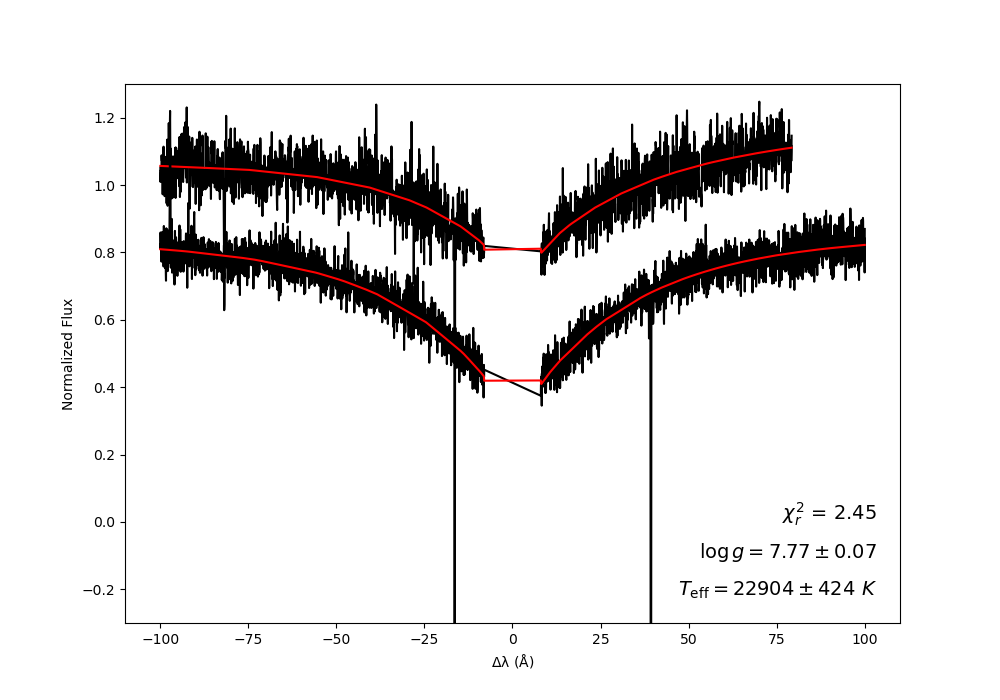 1.2
1.0
0.8
0.6
0.4
0.2
0.0
−0.2
Normalized Flux
χ²ᵣ = 2.45
log g = 7.77 ± 0.07
T_eff = 22904 ± 424 K
−100 −75 −50 −25 0 25 50 75 100
Δλ (Å)